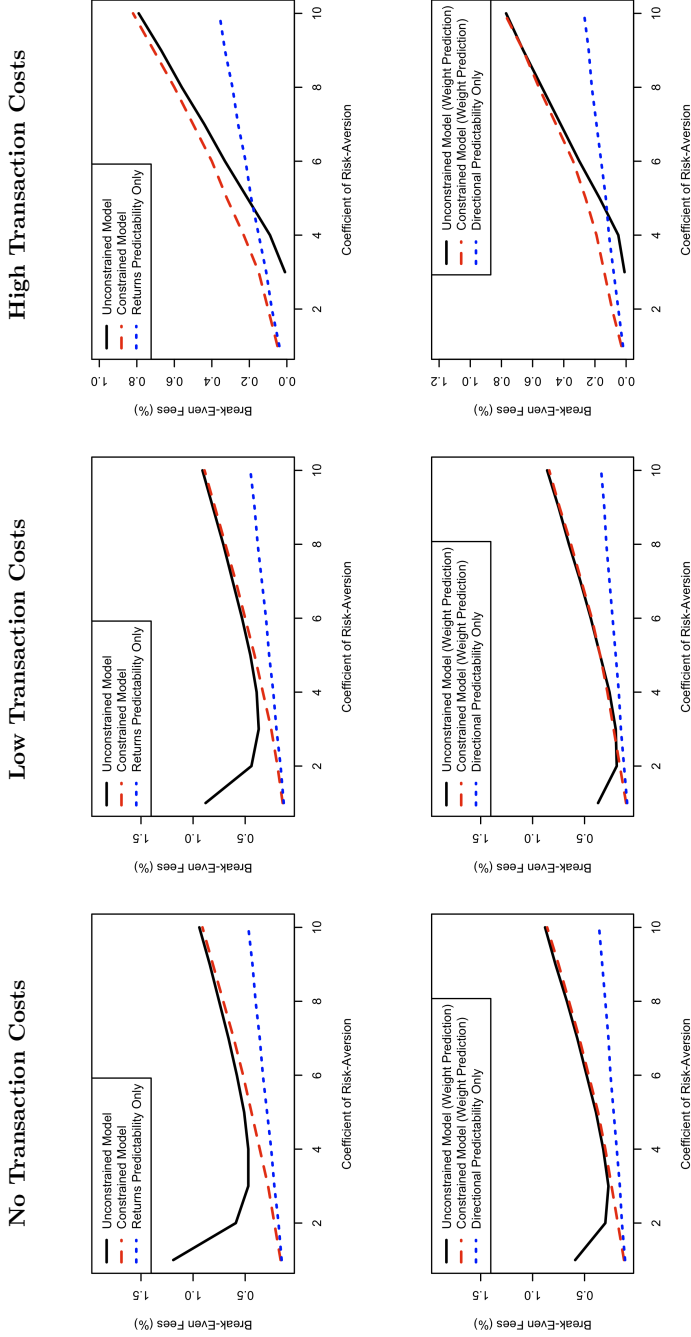 No Transaction Costs
Low Transaction Costs
High Transaction Costs
Unconstrained Model
Constrained Model
Returns Predictability Only
Break-Even Fees (%)
1.5
1.0
0.5
2 4 6 8 10
Coefficient of Risk-Aversion
Unconstrained Model
Constrained Model
Returns Predictability Only
Break-Even Fees (%)
1.5
1.0
0.5
2 4 6 8 10
Coefficient of Risk-Aversion
Unconstrained Model
Constrained Model
Returns Predictability Only
Break-Even Fees (%)
1.0
0.8
0.6
0.4
0.2
0.0
2 4 6 8 10
Coefficient of Risk-Aversion
Unconstrained Model (Weight Prediction)
Constrained Model (Weight Prediction)
Directional Predictability Only
Break-Even Fees (%)
1.5
1.0
0.5
2 4 6 8 10
Coefficient of Risk-Aversion
Unconstrained Model (Weight Prediction)
Constrained Model (Weight Prediction)
Directional Predictability Only
Break-Even Fees (%)
1.5
1.0
0.5
2 4 6 8 10
Coefficient of Risk-Aversion
Unconstrained Model (Weight Prediction)
Constrained Model (Weight Prediction)
Directional Predictability Only
Break-Even Fees (%)
1.2
1.0
0.8
0.6
0.4
0.2
0.0
2 4 6 8 10
Coefficient of Risk-Aversion